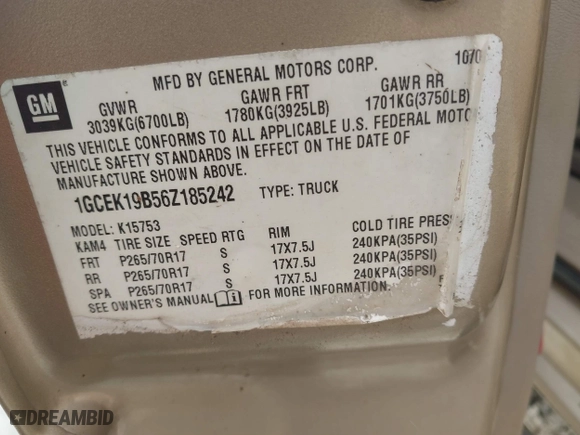 GM
MFD BY GENERAL MOTORS CORP. 10/0
GVWR GAWR FRT GAWR RR
3039KG(6700LB) 1780KG(3925LB) 1701KG(3750LB)
THIS VEHICLE CONFORMS TO ALL APPLICABLE U.S. FEDERAL MOTO
VEHICLE SAFETY STANDARDS IN EFFECT ON THE DATE OF
MANUFACTURE SHOWN ABOVE.
1GCEK19B56Z185242 TYPE: TRUCK
MODEL: K15753
KAM4 TIRE SIZE SPEED RTG RIM COLD TIRE PRES
FRT P265/70R17 S 17X7.5J 240KPA(35PSI)
RR P265/70R17 S 17X7.5J 240KPA(35PSI)
SPA P265/70R17 S 17X7.5J 240KPA(35PSI)
SEE OWNER'S MANUAL FOR MORE INFORMATION.
DREAMBID